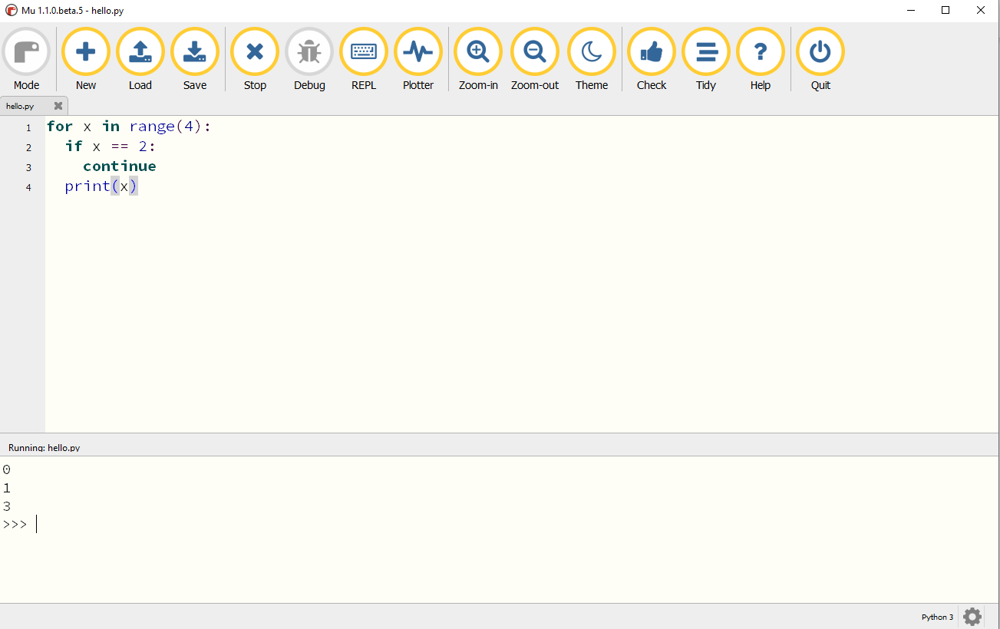 Mu 1.1.0.beta.5 - hello.py
Mode New Load Save Stop Debug REPL Plotter Zoom-in Zoom-out Theme Check Tidy Help Quit
hello.py
1 for x in range(4):
2   if x == 2:
3     continue
4   print(x)
Running: hello.py
0
1
3
>>>
Python 3